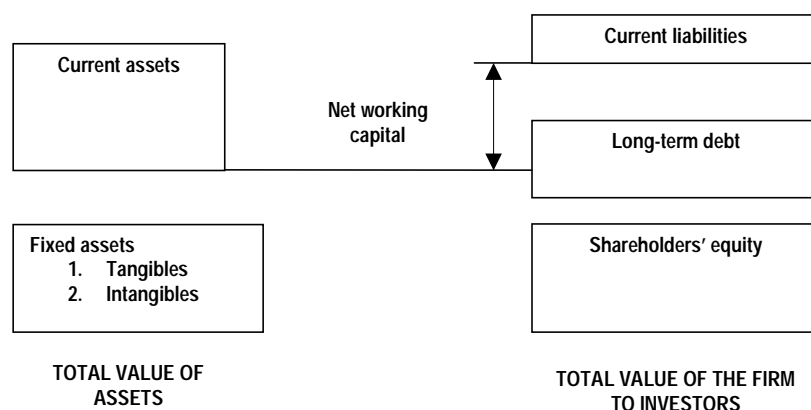 Current liabilities
Current assets
Net working
capital
Long-term debt
Fixed assets
1. Tangibles
2. Intangibles
Shareholders’ equity
TOTAL VALUE OF
ASSETS
TOTAL VALUE OF THE FIRM
TO INVESTORS